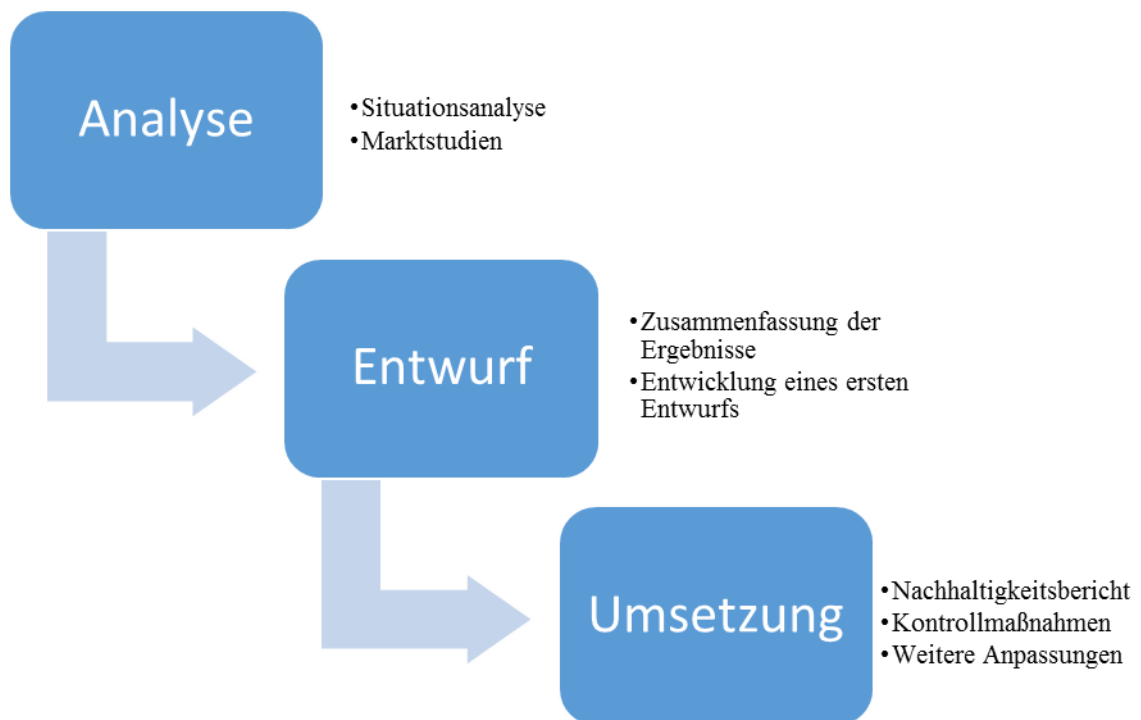 Analyse
•Situationsanalyse
•Marktstudien
Entwurf
•Zusammenfassung der
Ergebnisse
•Entwicklung eines ersten
Entwurfs
Umsetzung
•Nachhaltigkeitsbericht
•Kontrollmaßnahmen
•Weitere Anpassungen